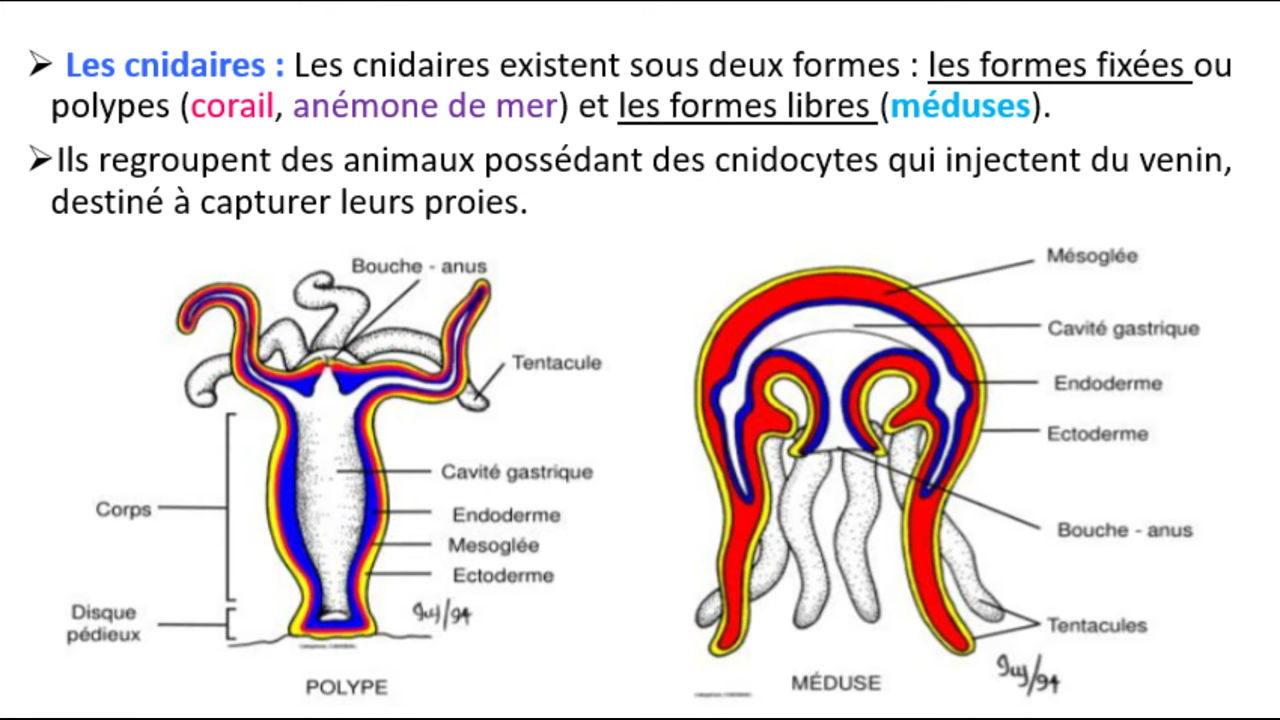 ➤ Les cnidaires : Les cnidaires existent sous deux formes : les formes fixées ou
polypes (corail, anémone de mer) et les formes libres (méduses).
➤Ils regroupent des animaux possédant des cnidocytes qui injectent du venin,
destiné à capturer leurs proies.
Bouche - anus
Tentacule
Cavité gastrique
Endoderme
Mesoglée
Ectoderme
Corps
Disque
pédieux
POLYPE
Mésoglée
Cavité gastrique
Endoderme
Ectoderme
Bouche - anus
Tentacules
MÉDUSE